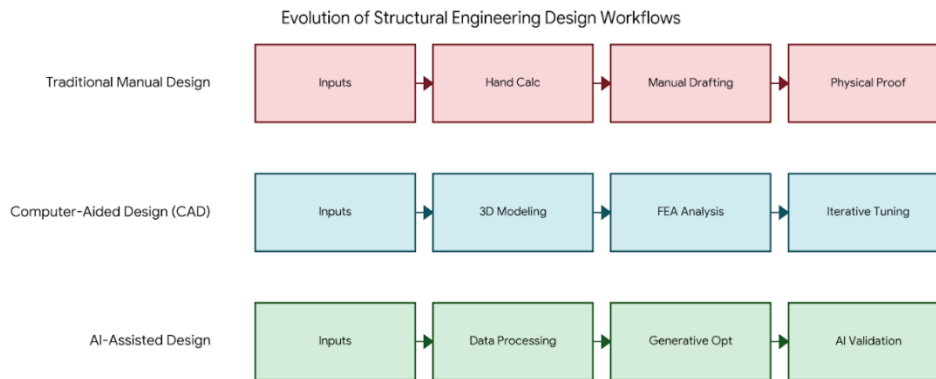 Evolution of Structural Engineering Design Workflows
Traditional Manual Design
Inputs
Hand Calc
Manual Drafting
Physical Proof
Computer-Aided Design (CAD)
Inputs
3D Modeling
FEA Analysis
Iterative Tuning
AI-Assisted Design
Inputs
Data Processing
Generative Opt
AI Validation